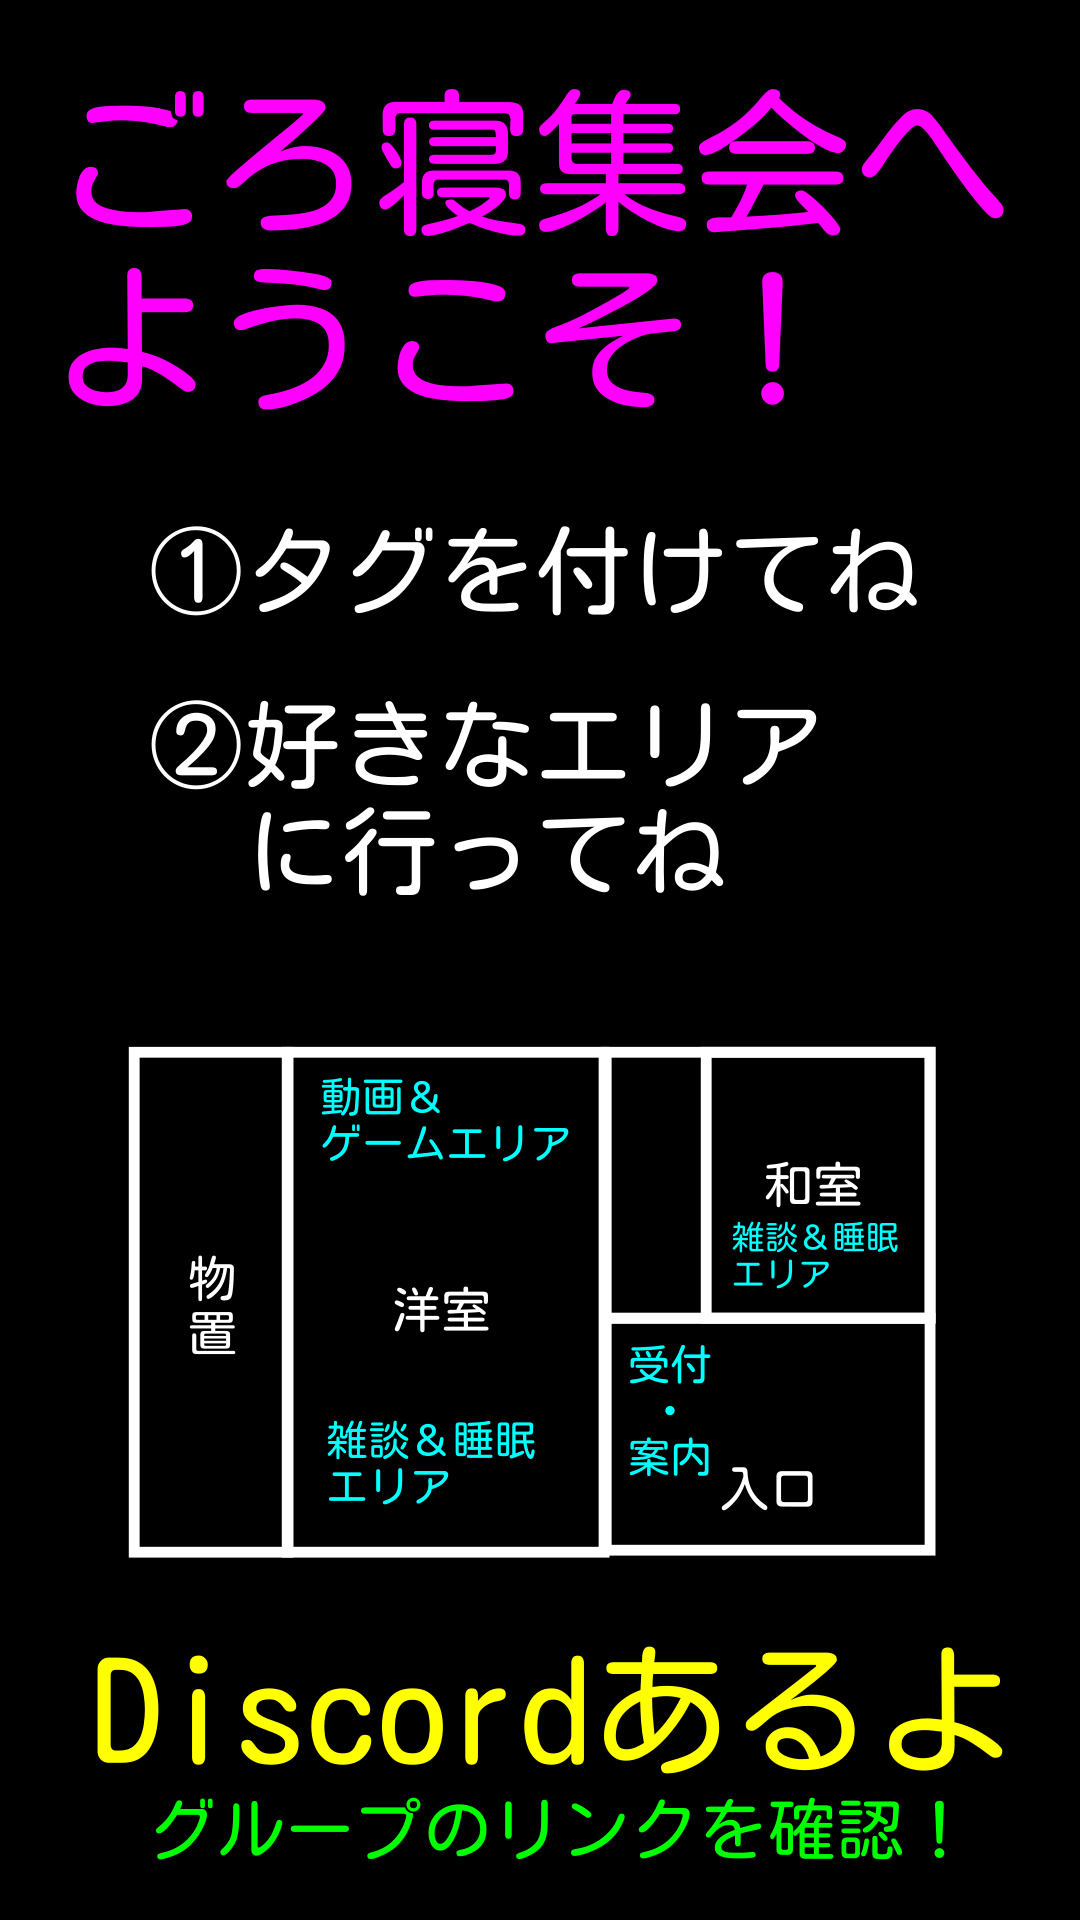 ごろ寝集会へ
ようこそ！
①タグを付けてね
②好きなエリア
に行ってね
動画＆
ゲームエリア
和室
雑談＆睡眠
エリア
物
置
洋室
受付
・
案内
入口
雑談＆睡眠
エリア
Discordあるよ
グループのリンクを確認！